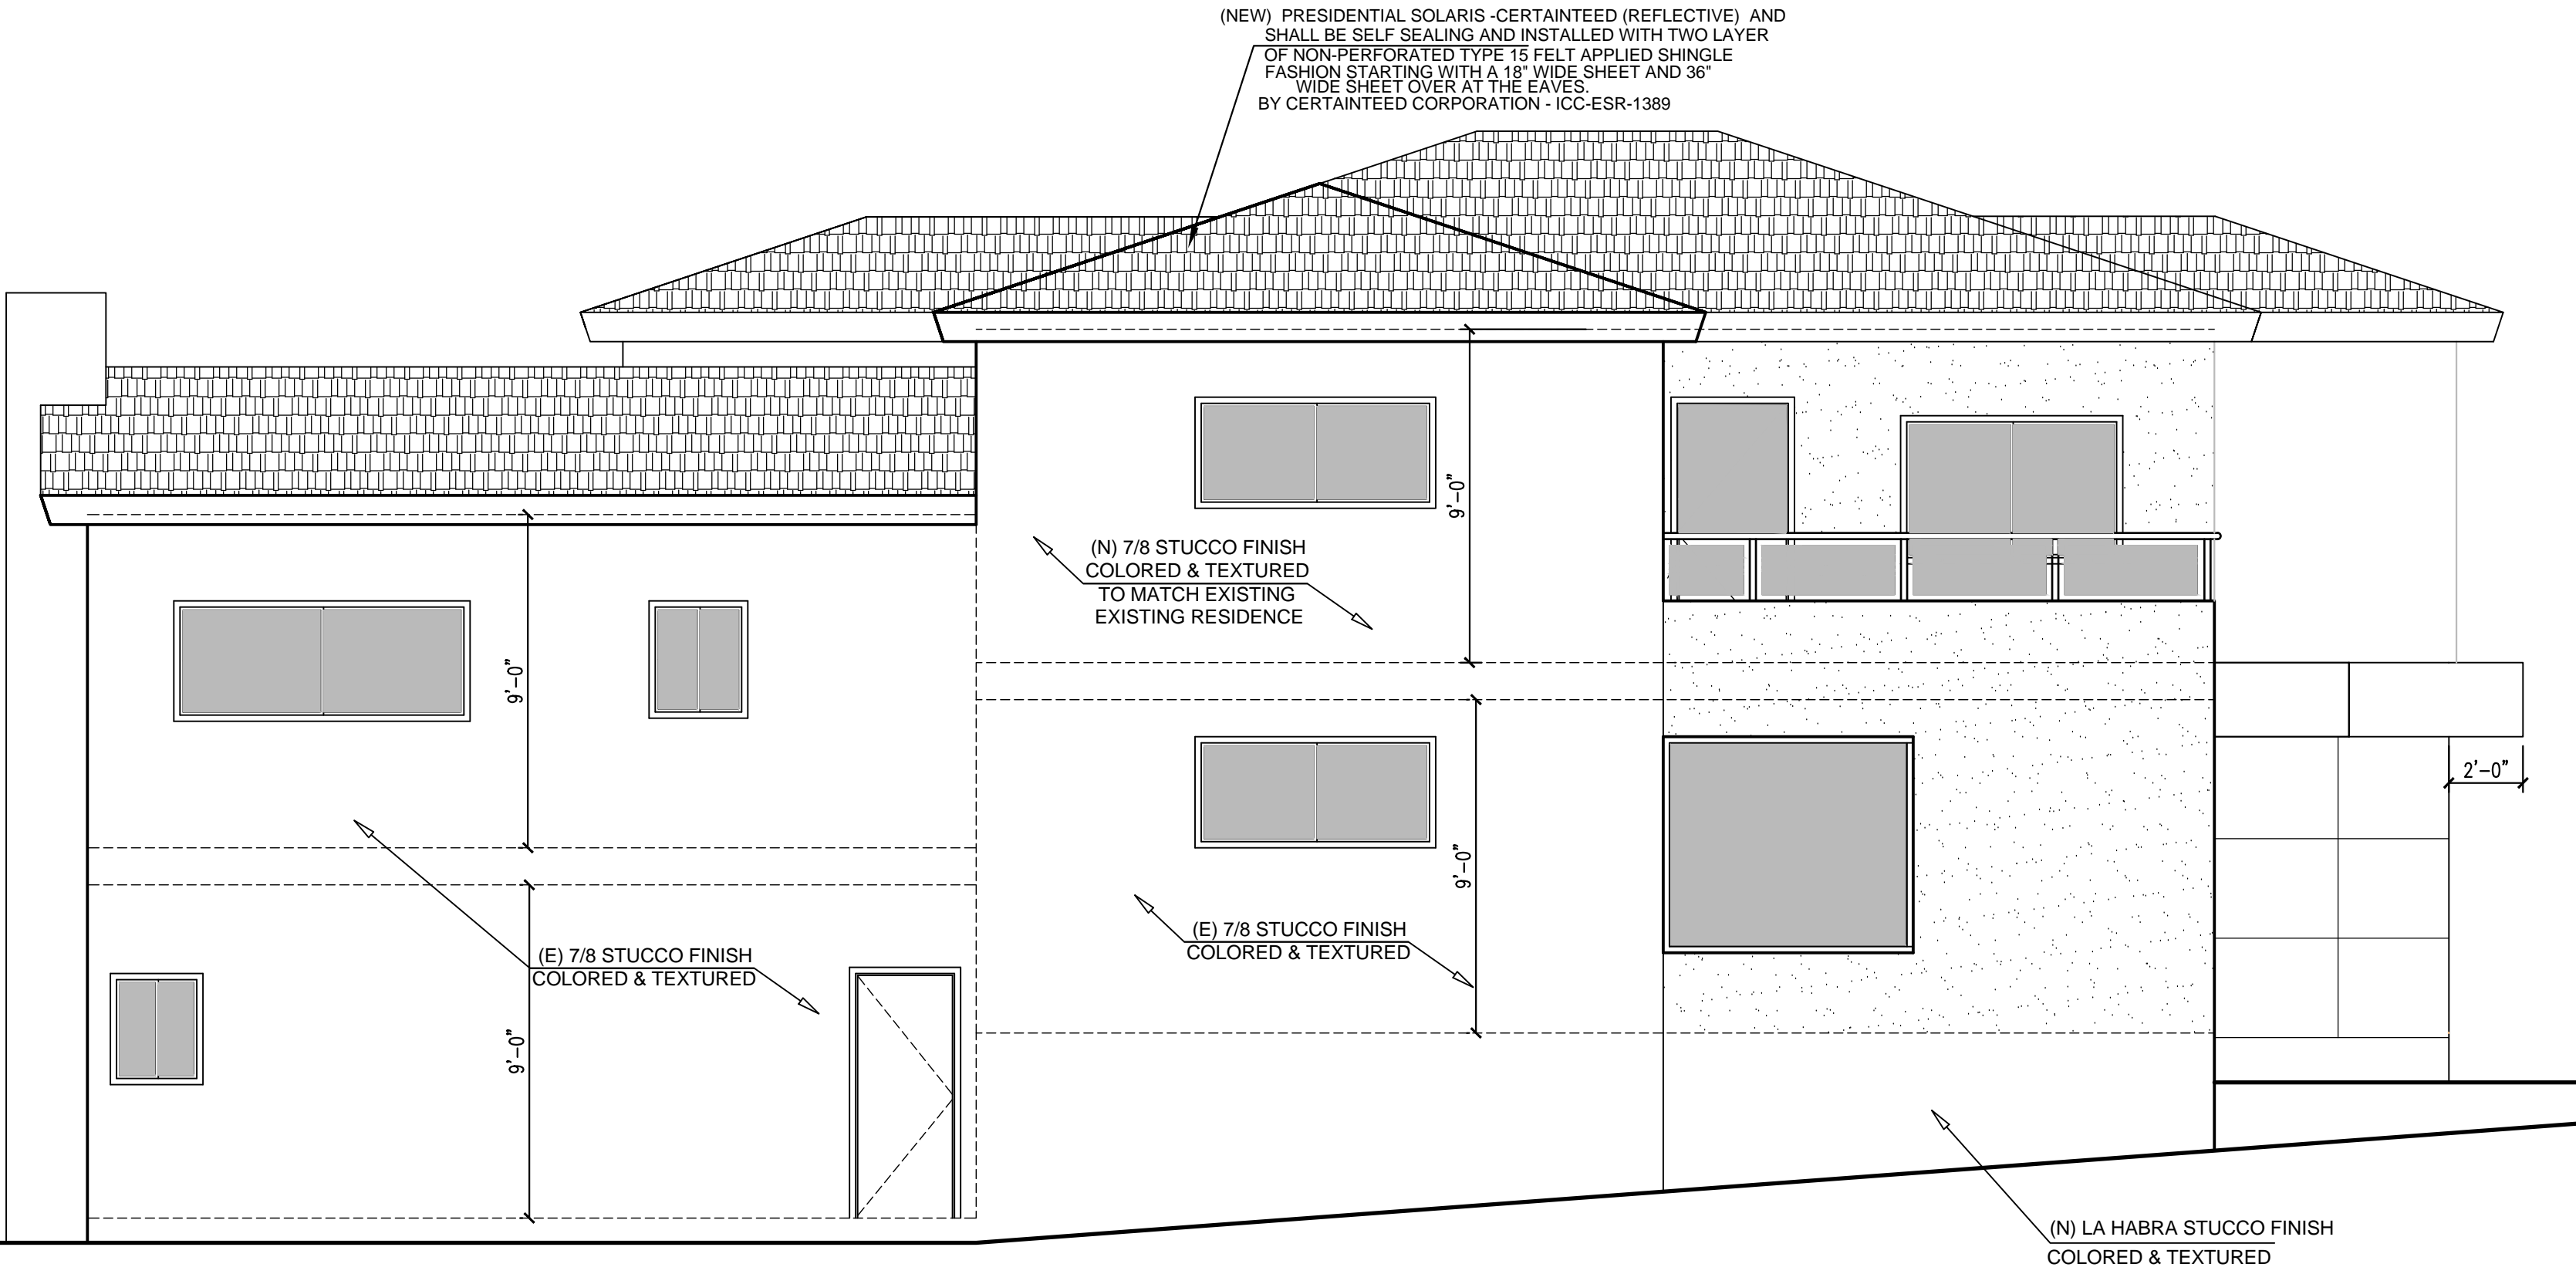 (NEW) PRESIDENTIAL SOLARIS -CERTAINTEED (REFLECTIVE) AND
SHALL BE SELF SEALING AND INSTALLED WITH TWO LAYER
OF NON-PERFORATED TYPE 15 FELT APPLIED SHINGLE
FASHION STARTING WITH A 18" WIDE SHEET AND 36"
WIDE SHEET OVER AT THE EAVES.
BY CERTAINTEED CORPORATION - ICC-ESR-1389
9'-0"
(N) 7/8 STUCCO FINISH
COLORED & TEXTURED
TO MATCH EXISTING
EXISTING RESIDENCE
9'-0"
2'-0"
9'-0"
(E) 7/8 STUCCO FINISH
COLORED & TEXTURED
(E) 7/8 STUCCO FINISH
COLORED & TEXTURED
9'-0"
(N) LA HABRA STUCCO FINISH
COLORED & TEXTURED